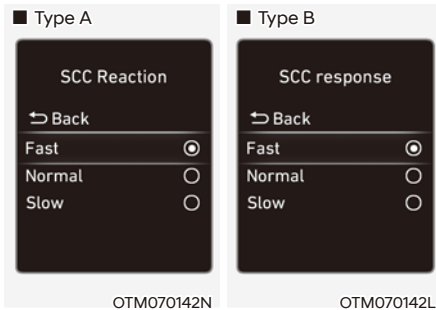 ■ Type A
SCC Reaction
⮌ Back
Fast
Normal
Slow
OTM070142N
■ Type B
SCC response
⮌ Back
Fast
Normal
Slow
OTM070142L